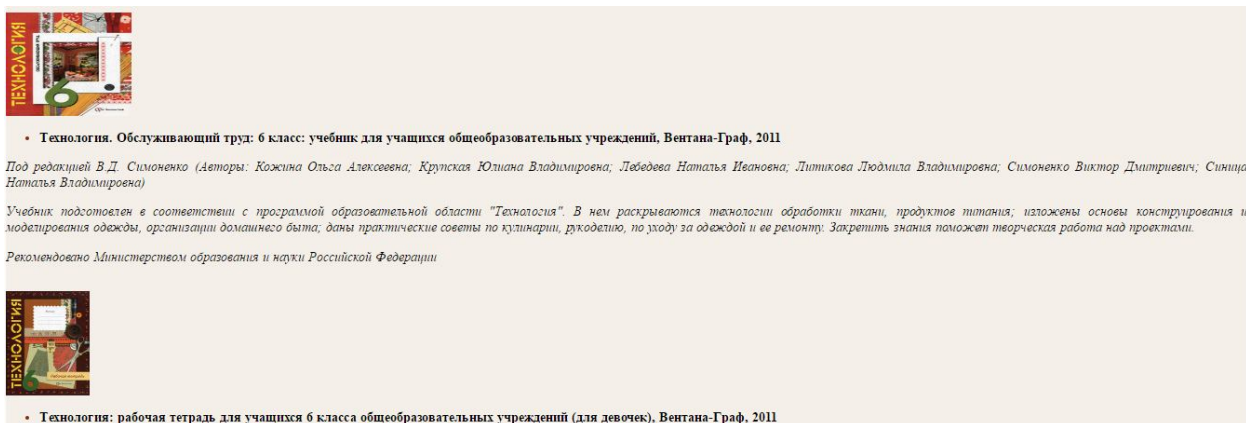 ТЕХНОЛОГИЯ
6
• Технология. Обслуживающий труд: 6 класс: учебник для учащихся общеобразовательных учреждений, Вентана-Граф, 2011
Под редакцией В.Д. Симоненко (Авторы: Кожина Ольга Алексеевна; Крупская Юлиана Владимировна; Лебедева Наталья Ивановна; Литикова Людмила Владимировна; Симоненко Виктор Дмитриевич; Синица
Наталья Владимировна)
Учебник подготовлен в соответствии с программой образовательной области "Технология". В нем раскрываются технологии обработки ткани, продуктов питания; изложены основы конструирования и
моделирования одежды, организации домашнего быта; даны практические советы по кулинарии, рукоделию, по уходу за одеждой и ее ремонту. Закрепить знания поможет творческая работа над проектами.
Рекомендовано Министерством образования и науки Российской Федерации
ТЕХНОЛОГИЯ
6
• Технология: рабочая тетрадь для учащихся 6 класса общеобразовательных учреждений (для девочек), Вентана-Граф, 2011